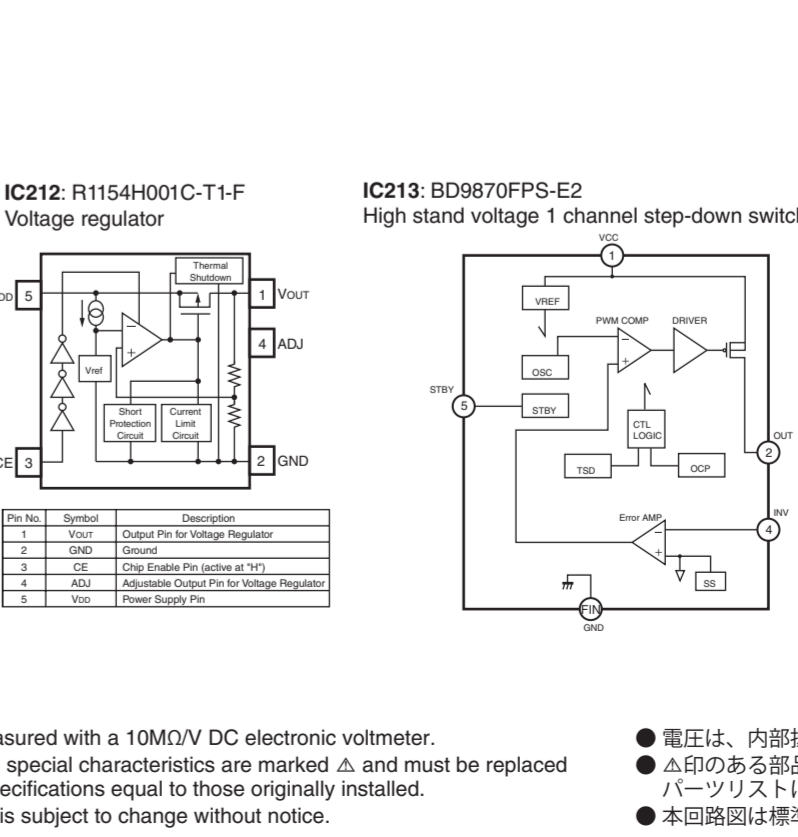 IC212: R1154H001C-T1-F
Voltage regulator
Thermal
Shutdown
5
1
VOUT
4
ADJ
Vref
Short
Protection
Circuit
Current
Limit
Circuit
3
2
GND
Pin No. Symbol Description
1 VOUT Output Pin for Voltage Regulator
2 GND Ground
3 CE Chip Enable Pin (active at "H")
4 ADJ Adjustable Output Pin for Voltage Regulator
5 VDD Power Supply Pin
IC213: BD9870FPS-E2
High stand voltage 1 channel step-down
VCC
1
VREF
PWM COMP
DRIVER
OSC
STBY
5
STBY
CTL
LOGIC
OUT
2
TSD
OCP
INV
4
Error AMP
SS
FIN
GND
with a 10MΩ/V DC electronic voltmeter.
special characteristics are marked ⚠ and must be replaced
equal to those originally installed.
is subject to change without notice.
● 電圧は、内部
● ⚠印のある部品
パーツリストに
● 本回路図は標準